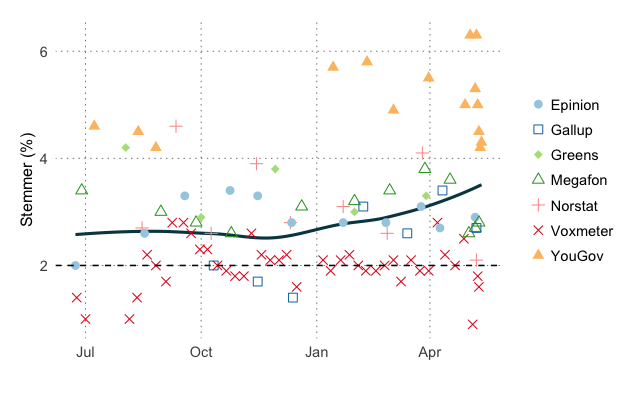 Stemmer (%)
6
4
2
Jul
Oct
Jan
Apr
Epinion
Gallup
Greens
Megafon
Norstat
Voxmeter
YouGov